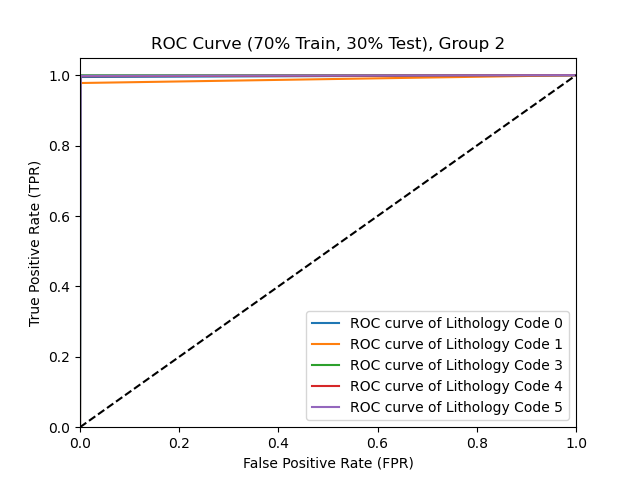 ROC Curve (70% Train, 30% Test), Group 2
1.0
0.8
0.6
0.4
0.2
0.0
True Positive Rate (TPR)
ROC curve of Lithology Code 0
ROC curve of Lithology Code 1
ROC curve of Lithology Code 3
ROC curve of Lithology Code 4
ROC curve of Lithology Code 5
0.0 0.2 0.4 0.6 0.8 1.0
False Positive Rate (FPR)